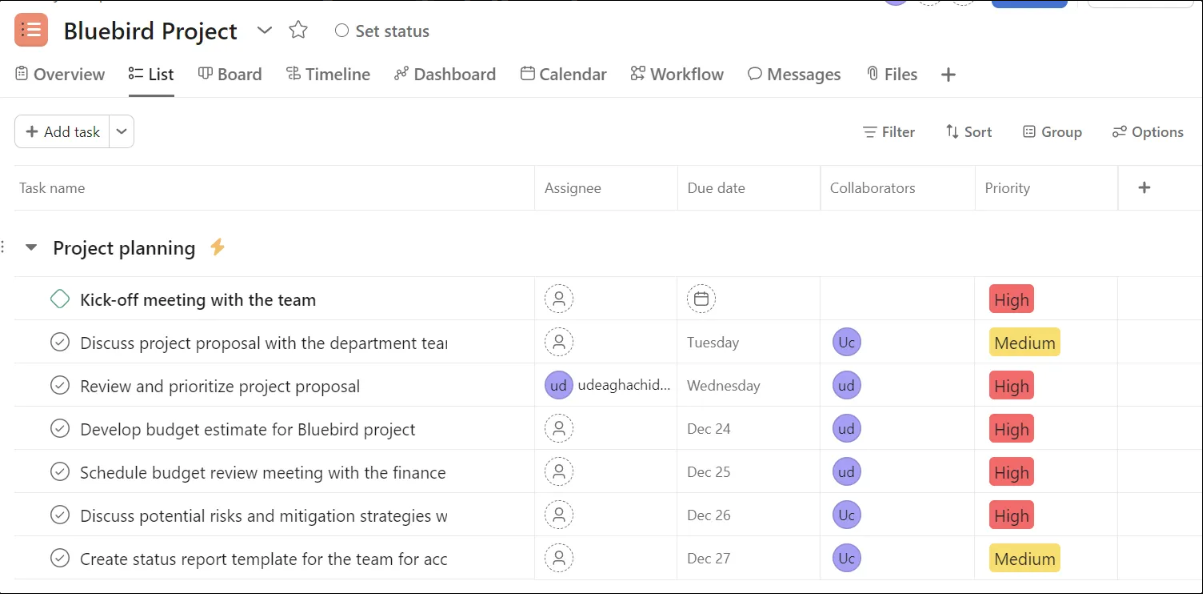 Bluebird Project Set status
Overview List Board Timeline Dashboard Calendar Workflow Messages Files
Add task Filter Sort Group Options
Task name Assignee Due date Collaborators Priority
Project planning
Kick-off meeting with the team High
Discuss project proposal with the department tear Tuesday Uc Medium
Review and prioritize project proposal ud udeaghachid... Wednesday ud High
Develop budget estimate for Bluebird project Dec 24 ud High
Schedule budget review meeting with the finance Dec 25 ud High
Discuss potential risks and mitigation strategies w Dec 26 Uc High
Create status report template for the team for acc Dec 27 Uc Medium